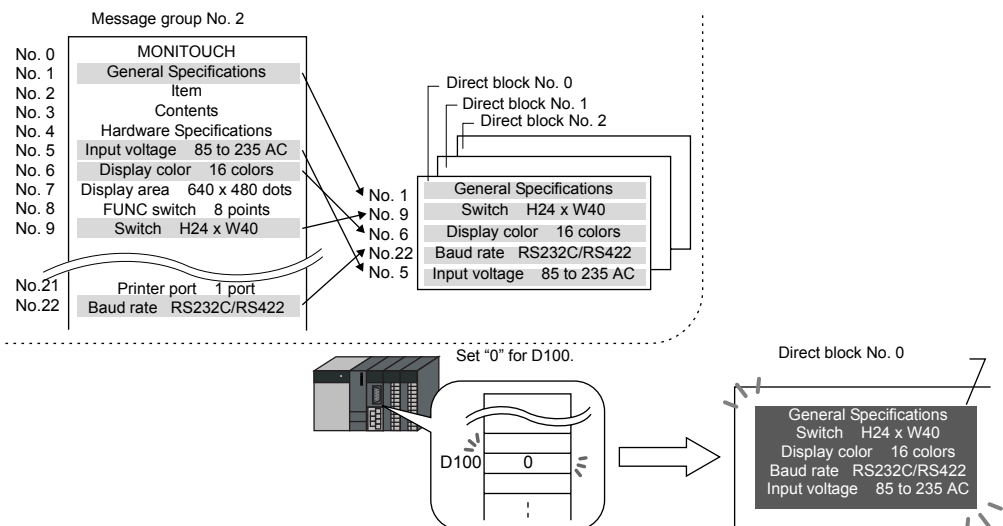 Message group No. 2
No. 0 MONITOUCH
No. 1 General Specifications
No. 2 Item
No. 3 Contents
No. 4 Hardware Specifications
No. 5 Input voltage 85 to 235 AC
No. 6 Display color 16 colors
No. 7 Display area 640 x 480 dots
No. 8 FUNC switch 8 points
No. 9 Switch H24 x W40
No.21 Printer port 1 port
No.22 Baud rate RS232C/RS422
Direct block No. 0
Direct block No. 1
Direct block No. 2
No. 1 General Specifications
No. 9 Switch H24 x W40
No. 6 Display color 16 colors
No.22 Baud rate RS232C/RS422
No. 5 Input voltage 85 to 235 AC
Set “0” for D100.
D100 0
Direct block No. 0
General Specifications
Switch H24 x W40
Display color 16 colors
Baud rate RS232C/RS422
Input voltage 85 to 235 AC